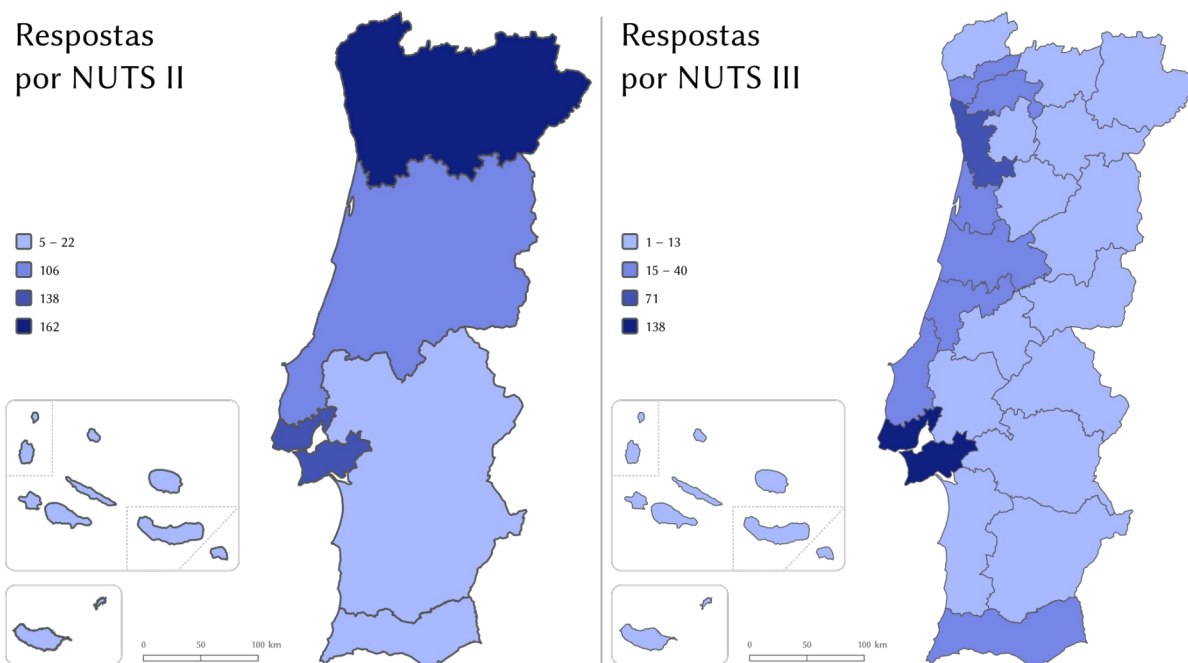 Respostas
por NUTS II
5 – 22
106
138
162
0 50 100 km
Respostas
por NUTS III
1 – 13
15 – 40
71
138
0 50 100 km